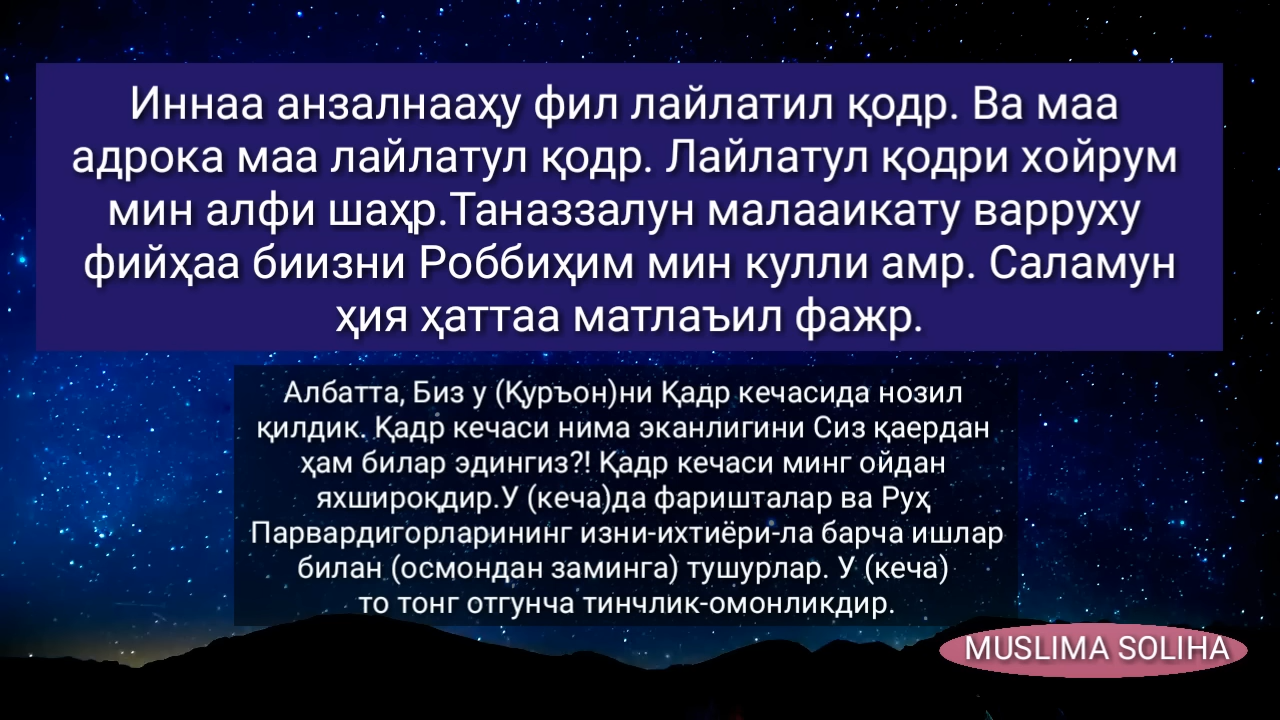 Иннаа анзалнааҳу фил лайлатил қодр. Ва маа
адрока маа лайлатул қодр. Лайлатул қодри хойрум
мин алфи шаҳр.Таназзалун малааикату варруху
фийҳаа биизни Роббиҳим мин кулли амр. Саламун
ҳия ҳаттаа матлаъил фажр.
Албатта, Биз у (Қуръон)ни Қадр кечасида нозил
қилдик. Қадр кечаси нима эканлигини Сиз қаердан
ҳам билар эдингиз?! Қадр кечаси минг ойдан
яхшироқдир.У (кеча)да фаришталар ва Руҳ
Парвардигорларининг изни-ихтиёри-ла барча ишлар
билан (осмондан заминга) тушурлар. У (кеча)
то тонг отгунча тинчлик-омонликдир.
MUSLIMA SOLIHA